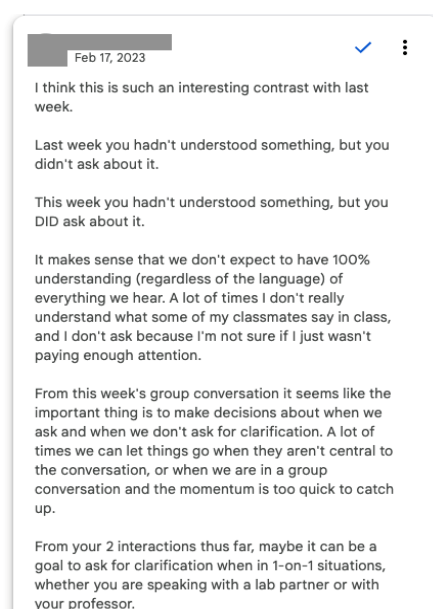 Feb 17, 2023
I think this is such an interesting contrast with last
week.
Last week you hadn't understood something, but you
didn't ask about it.
This week you hadn't understood something, but you
DID ask about it.
It makes sense that we don't expect to have 100%
understanding (regardless of the language) of
everything we hear. A lot of times I don't really
understand what some of my classmates say in class,
and I don't ask because I'm not sure if I just wasn't
paying enough attention.
From this week's group conversation it seems like the
important thing is to make decisions about when we
ask and when we don't ask for clarification. A lot of
times we can let things go when they aren't central to
the conversation, or when we are in a group
conversation and the momentum is too quick to catch
up.
From your 2 interactions thus far, maybe it can be a
goal to ask for clarification when in 1-on-1 situations,
whether you are speaking with a lab partner or with
your professor.